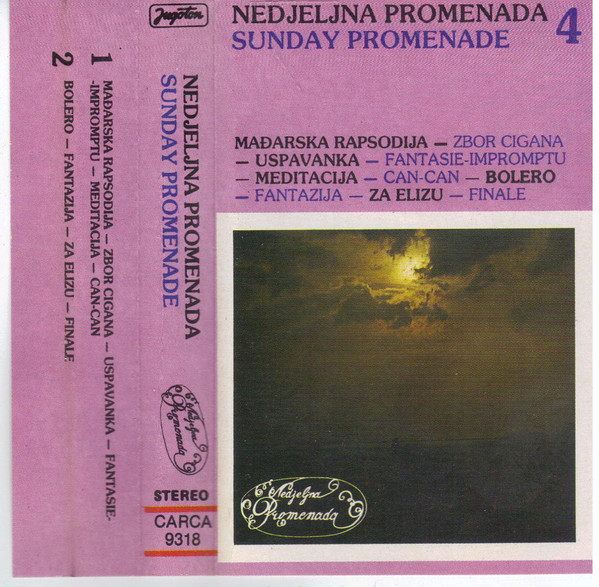 NEDJELJNA PROMENADA 4
SUNDAY PROMENADE
MAĐARSKA RAPSODIJA – ZBOR CIGANA
– USPAVANKA – FANTASIE-IMPROMPTU
– MEDITACIJA – CAN-CAN – BOLERO
– FANTAZIJA – ZA ELIZU – FINALE
Nedjeljna
Promenada
Jugoton
NEDJELJNA PROMENADA
SUNDAY PROMENADE
Nedjeljna
Promenada
STEREO
CARCA
9318
1 MAĐARSKA RAPSODIJA – ZBOR CIGANA – USPAVANKA – FANTASIE-
-IMPROMPTU – MEDITACIJA – CAN-CAN
2 BOLERO – FANTAZIJA – ZA ELIZU – FINALE